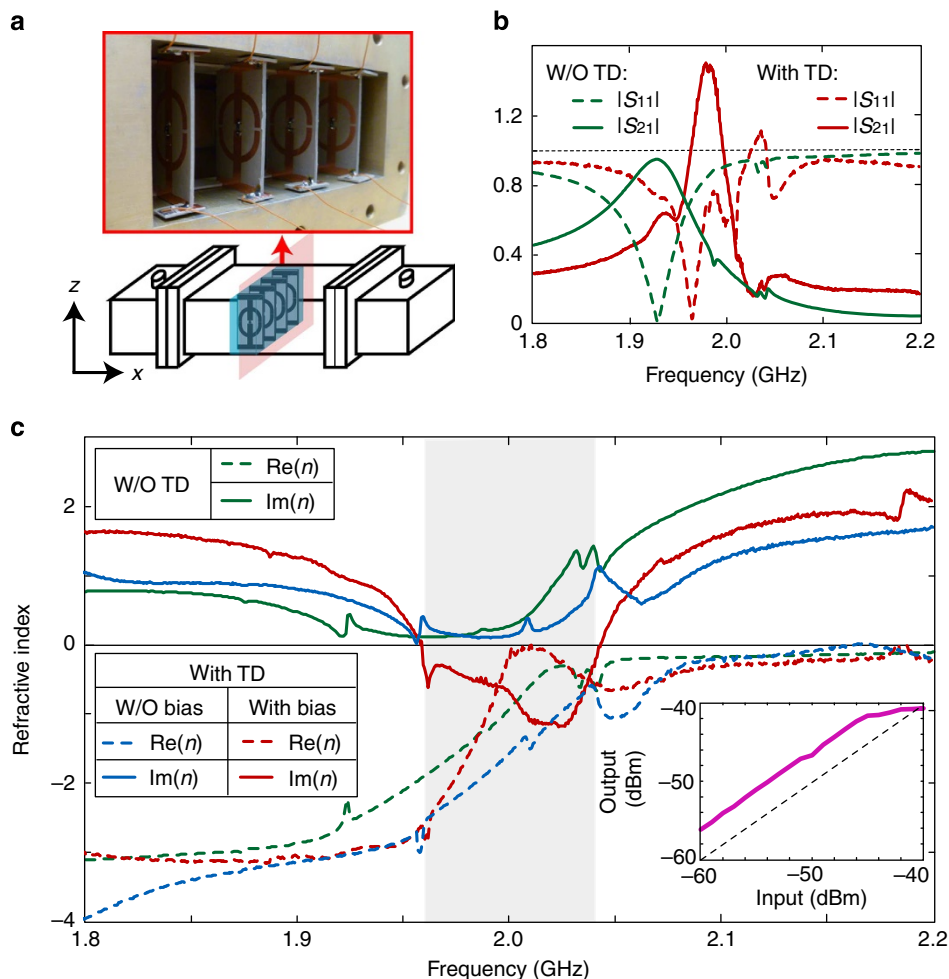 a
z
x
b
W/O TD:
With TD:
|S11|
|S21|
|S11|
|S21|
1.2
0.8
0.4
0
1.8
1.9
2.0
2.1
2.2
Frequency (GHz)
c
Refractive index
2
0
−2
−4
W/O TD
Re(n)
Im(n)
With TD
W/O bias
With bias
Re(n)
Re(n)
Im(n)
Im(n)
Output
(dBm)
−40
−50
−60
−60
−50
−40
Input (dBm)
1.8
1.9
2.0
2.1
2.2
Frequency (GHz)